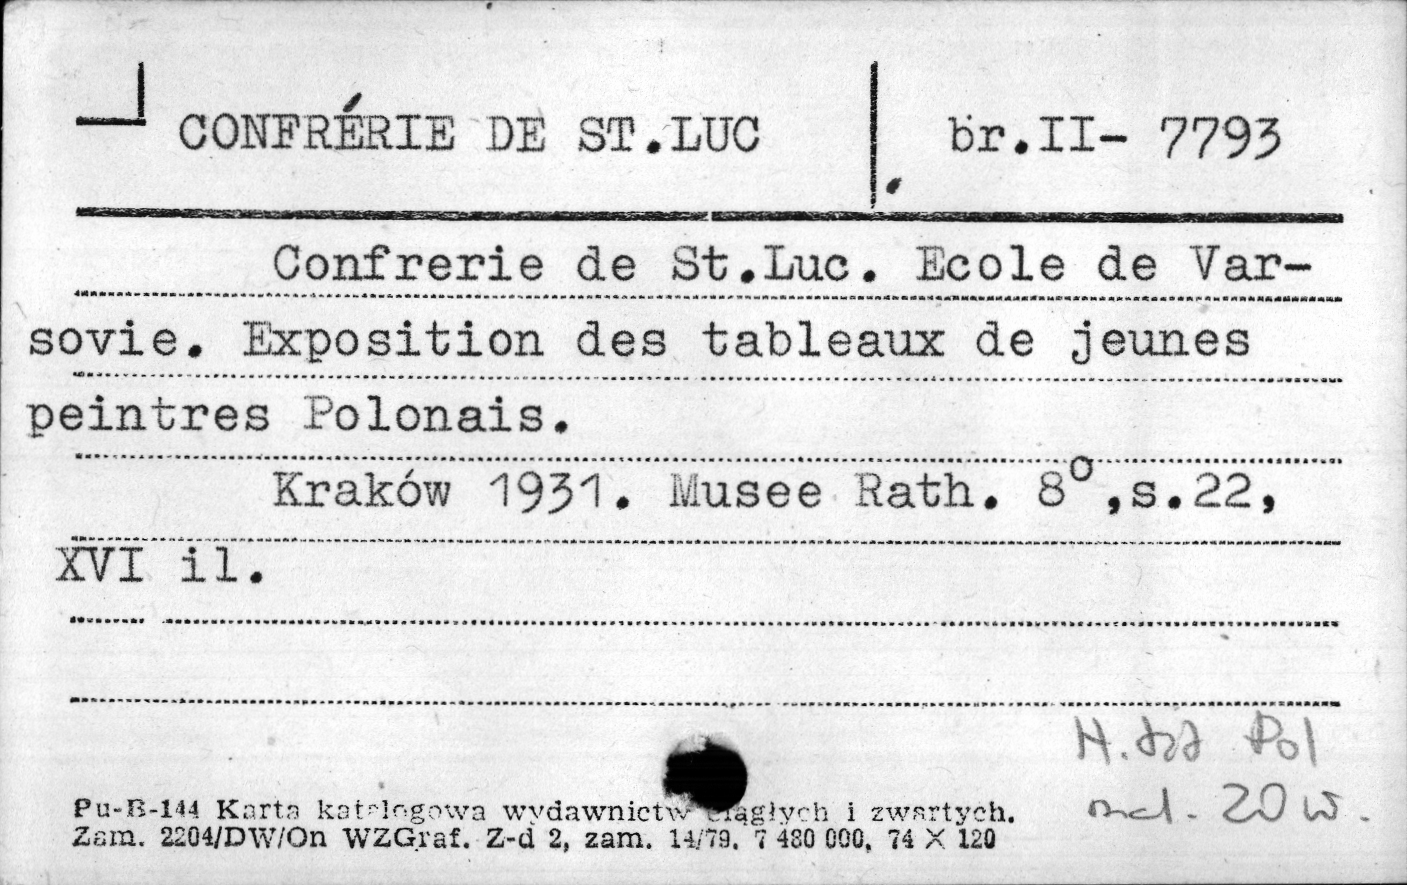 CONFRÉRIE DE ST.LUC br.II- 7793
Confrerie de St.Luc. Ecole de Var-
sovie. Exposition des tableaux de jeunes
peintres Polonais.
Kraków 1931. Musee Rath. 8°,s.22,
XVI il.
H. Pol
20 w.
Pu-B-144 Karta katalogowa wydawnictw ciągłych i zwartych.
Zam. 2204/DW/On WZGraf. Z-d 2, zam. 14/79. 7 480 000. 74 X 120